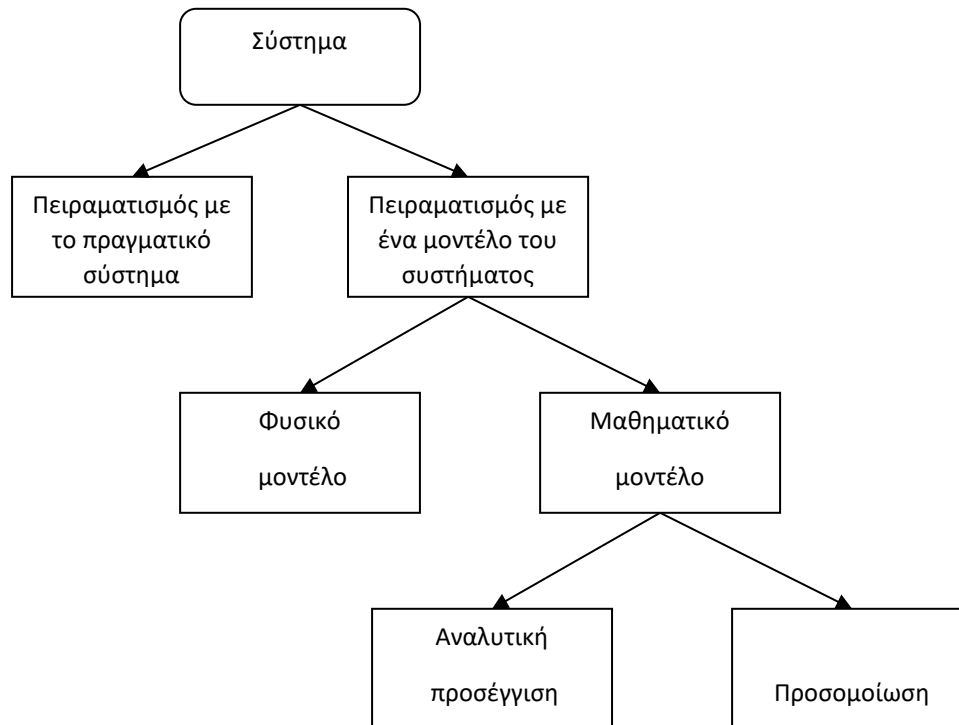 Σύστημα
Πειραματισμός με
το πραγματικό
σύστημα
Πειραματισμός με
ένα μοντέλο του
συστήματος
Φυσικό
μοντέλο
Μαθηματικό
μοντέλο
Αναλυτική
προσέγγιση
Προσομοίωση